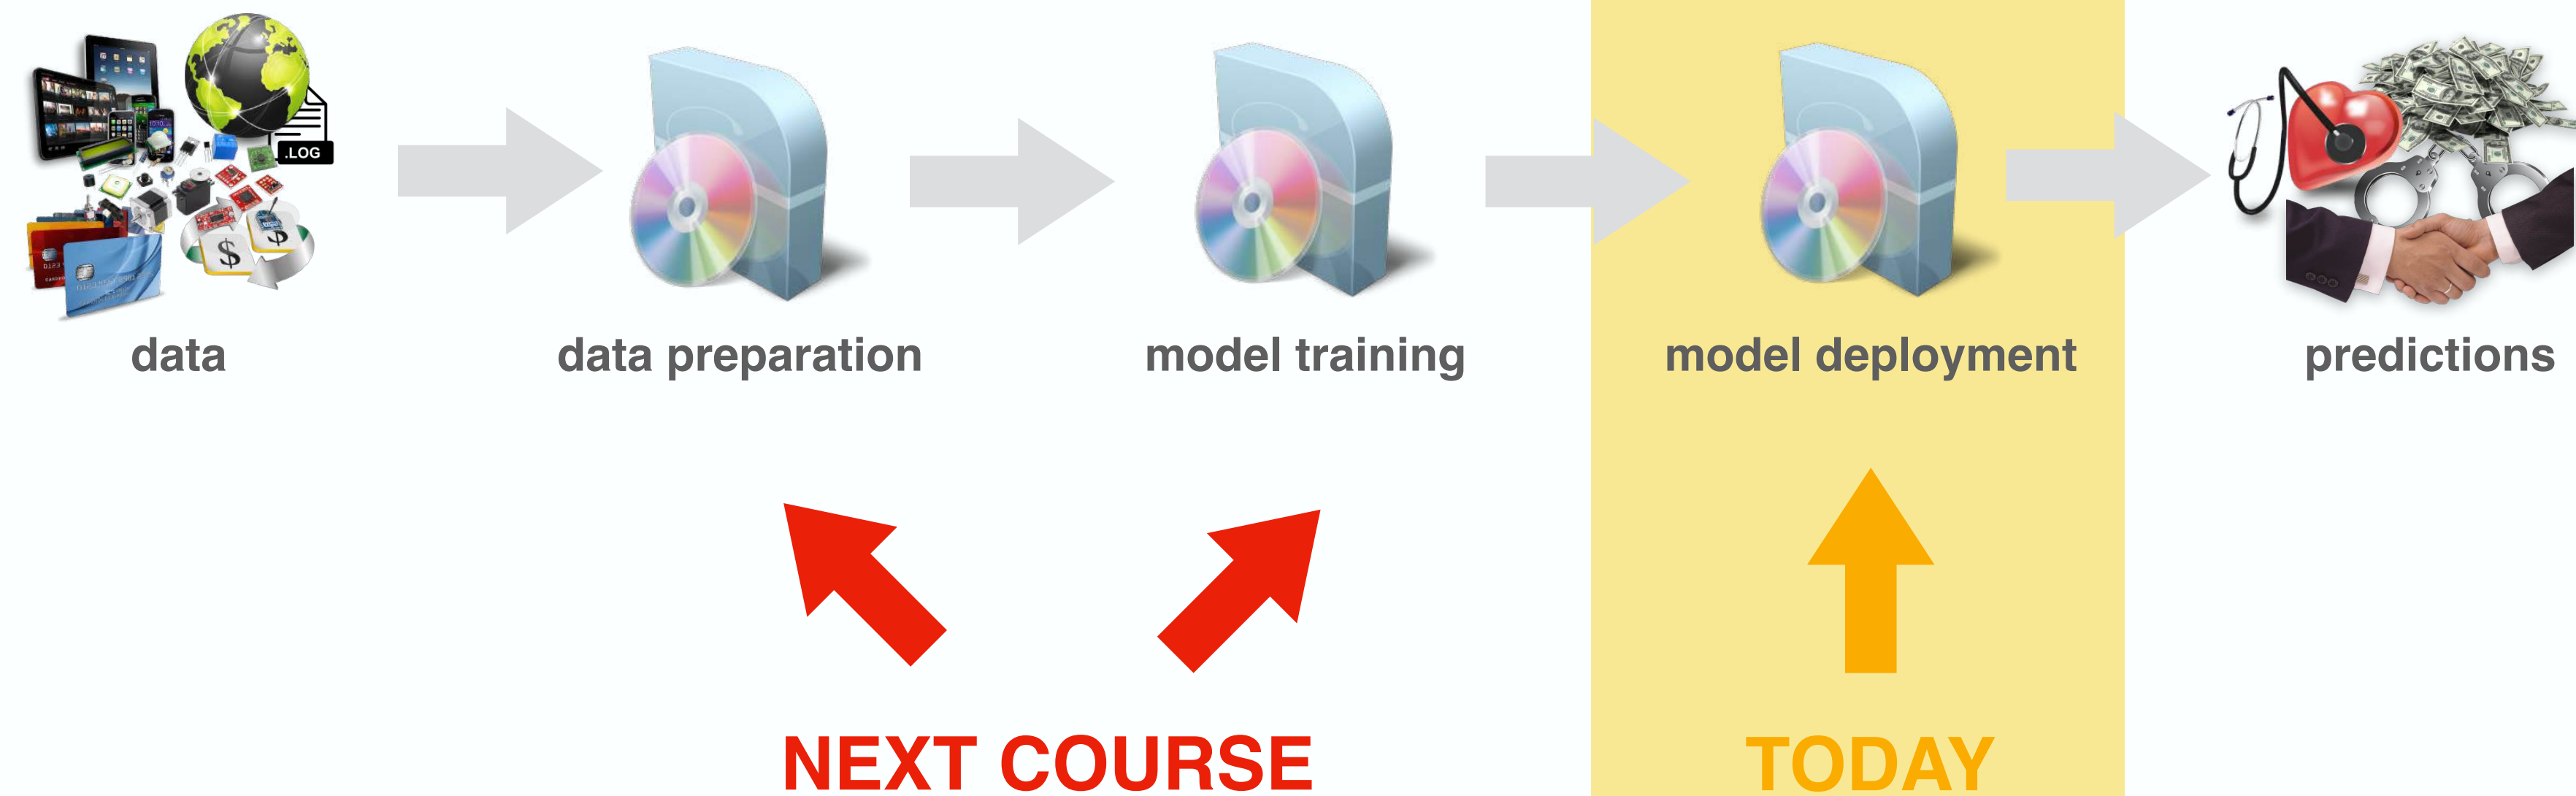 .LOG
data
data preparation
model training
model deployment
predictions
NEXT COURSE
TODAY